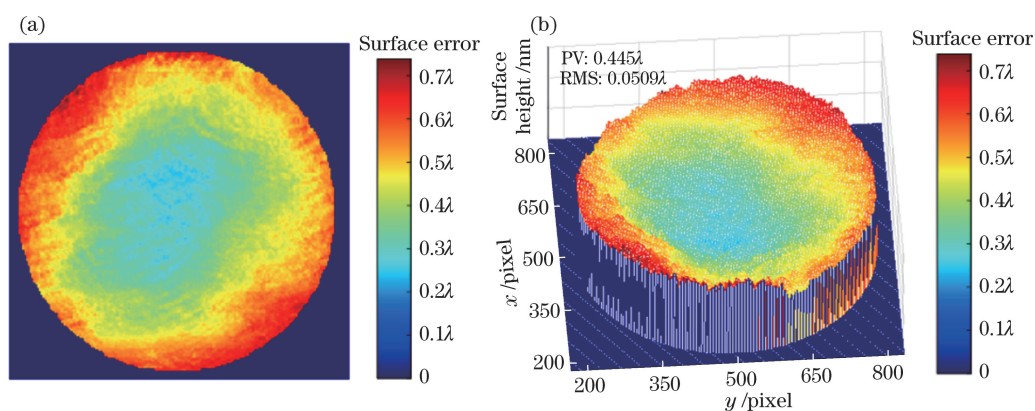 (a)
Surface error
0.7λ
0.6λ
0.5λ
0.4λ
0.3λ
0.2λ
0.1λ
0
(b)
PV: 0.445λ
RMS: 0.0509λ
Surface
height /nm
800
650
500
350
200
x /pixel
200
350
500
650
800
y /pixel
Surface error
0.7λ
0.6λ
0.5λ
0.4λ
0.3λ
0.2λ
0.1λ
0